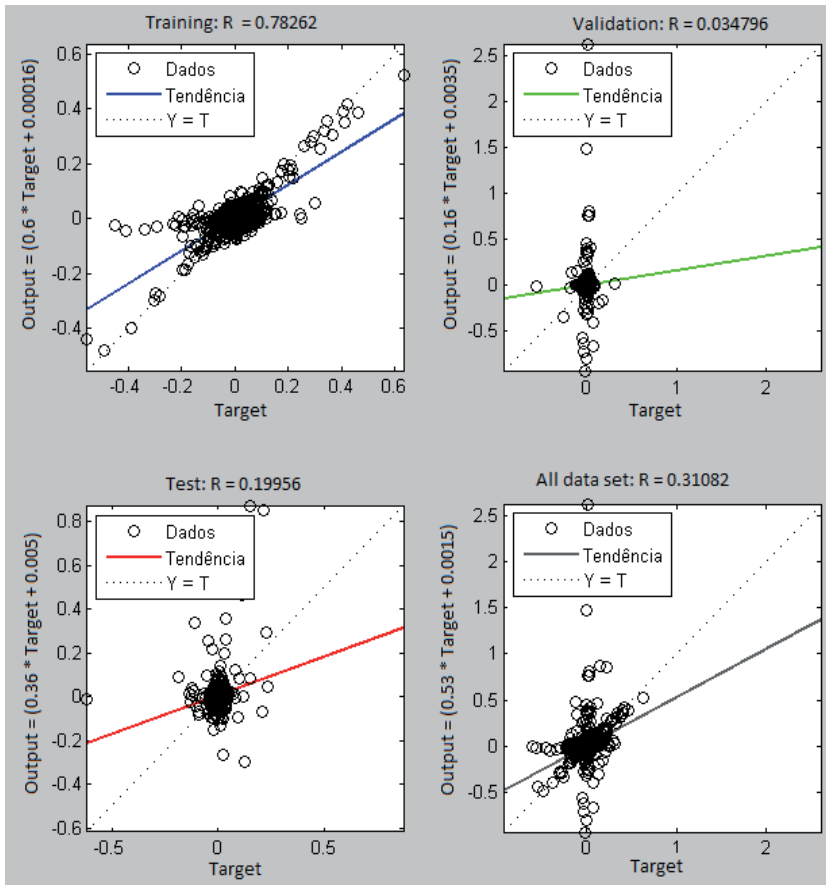 Training: R = 0.78262
Output = (0.6 * Target + 0.00016)
0.6
0.4
0.2
0
-0.2
-0.4
Dados
Tendência
Y = T
-0.4 -0.2 0 0.2 0.4 0.6
Target
Validation: R = 0.034796
Output = (0.16 * Target + 0.0035)
2.5
2
1.5
1
0.5
0
-0.5
Dados
Tendência
Y = T
0 1 2
Target
Test: R = 0.19956
Output = (0.36 * Target + 0.005)
0.8
0.6
0.4
0.2
0
-0.2
-0.4
-0.6
Dados
Tendência
Y = T
-0.5 0 0.5
Target
All data set: R = 0.31082
Output = (0.53 * Target + 0.0015)
2.5
2
1.5
1
0.5
0
-0.5
Dados
Tendência
Y = T
0 1 2
Target